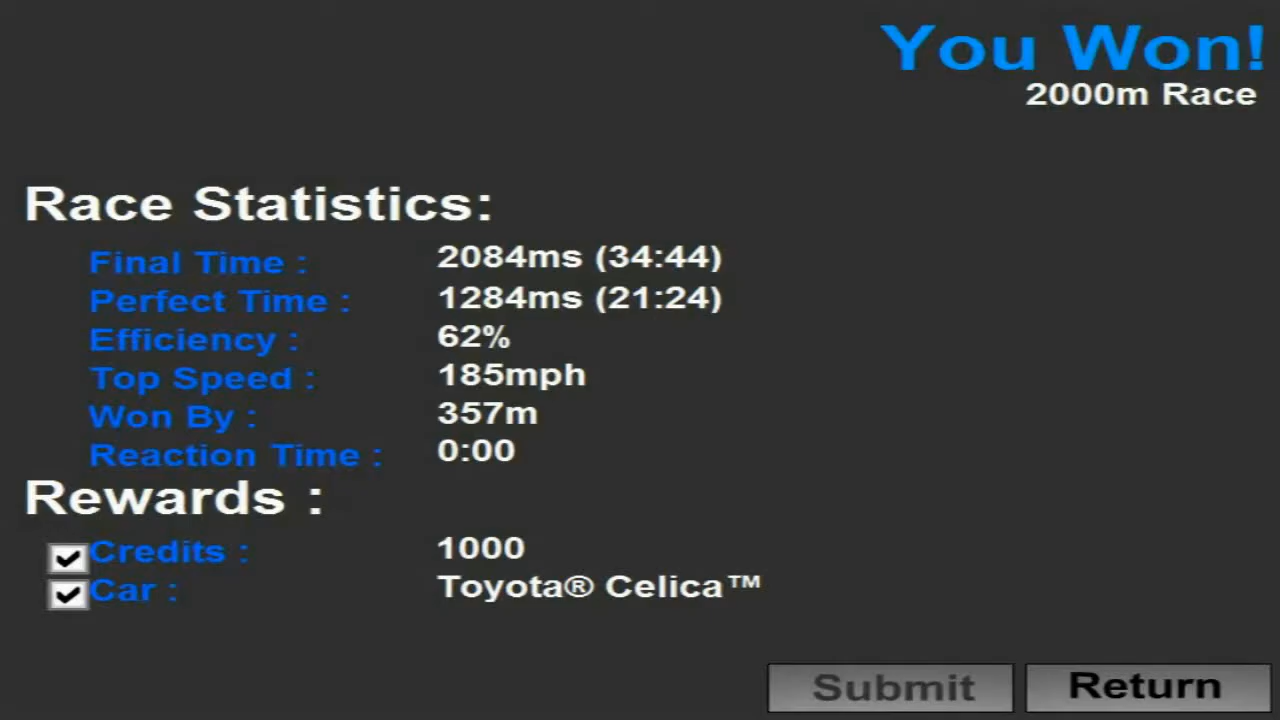 You Won!
2000m Race
Race Statistics:
Final Time : 2084ms (34:44)
Perfect Time : 1284ms (21:24)
Efficiency : 62%
Top Speed : 185mph
Won By : 357m
Reaction Time : 0:00
Rewards :
Credits : 1000
Car : Toyota® Celica™
Submit Return